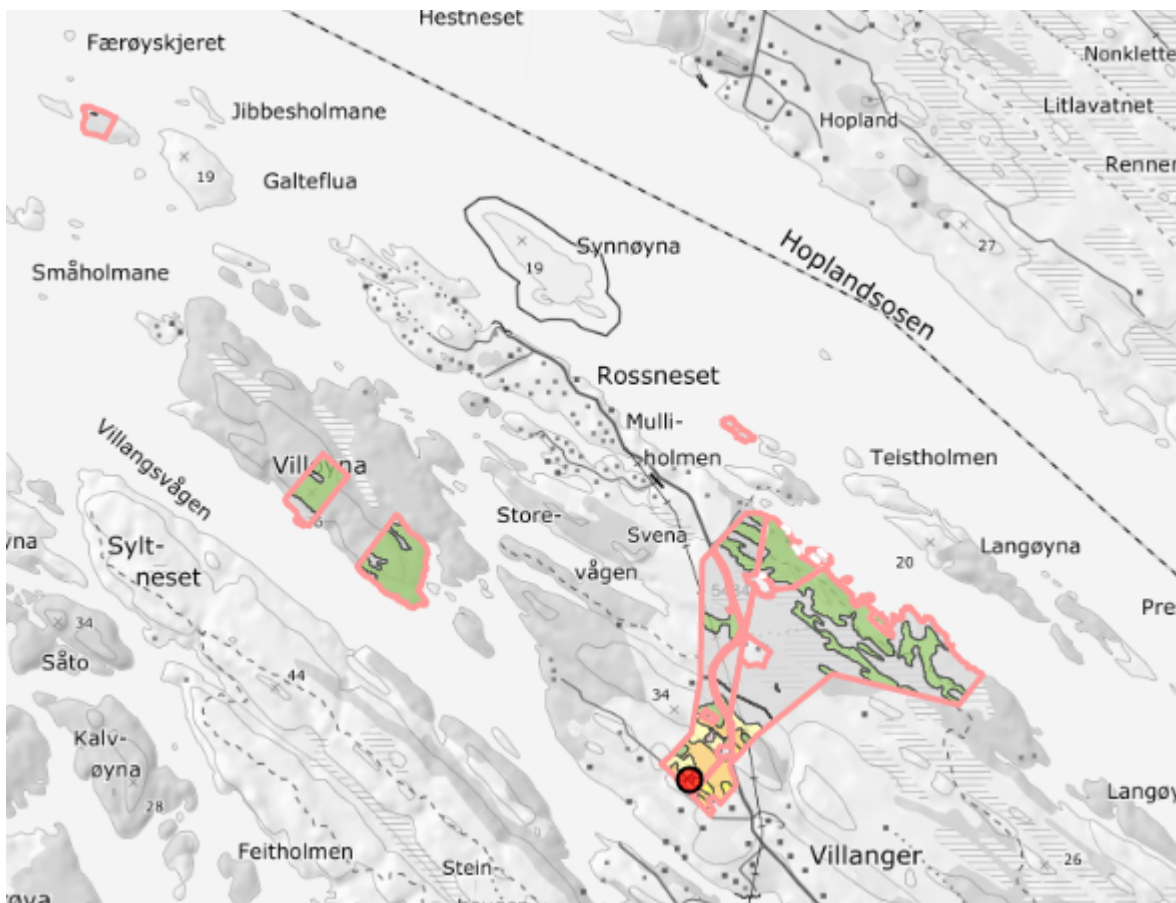 Hestneset
Færøyskjeret
Nonklette
Litlavatnet
Jibbesholmane
Hopland
Renner
19
Galteflua
27
Synnøyna
19
Hoplandsosen
Småholmane
Rossneset
Mulli-
holmen
Teistholmen
Villangsvågen
Store-
Svena
vågen
Langøyna
20
yna
Sylt-
neset
Pre
34
Såto
44
34
Kalv-
øyna
28
Langøy
Feitholmen
Villanger
26
Stein-